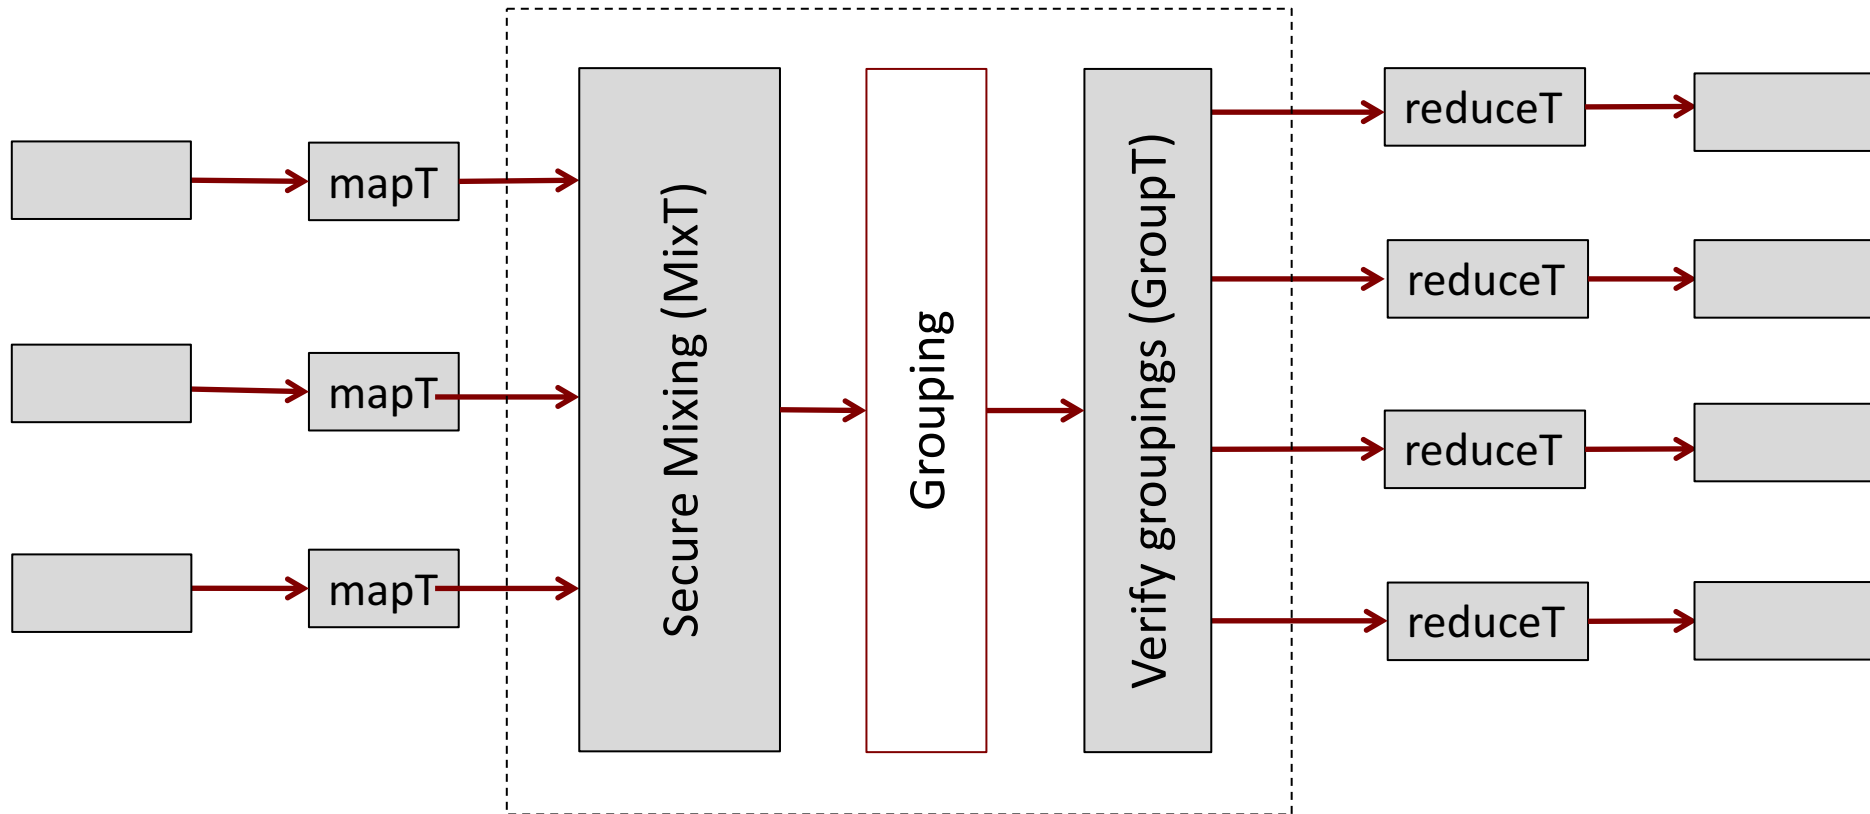 mapT
mapT
mapT
Secure Mixing (MixT)
Grouping
Verify groupings (GroupT)
reduceT
reduceT
reduceT
reduceT